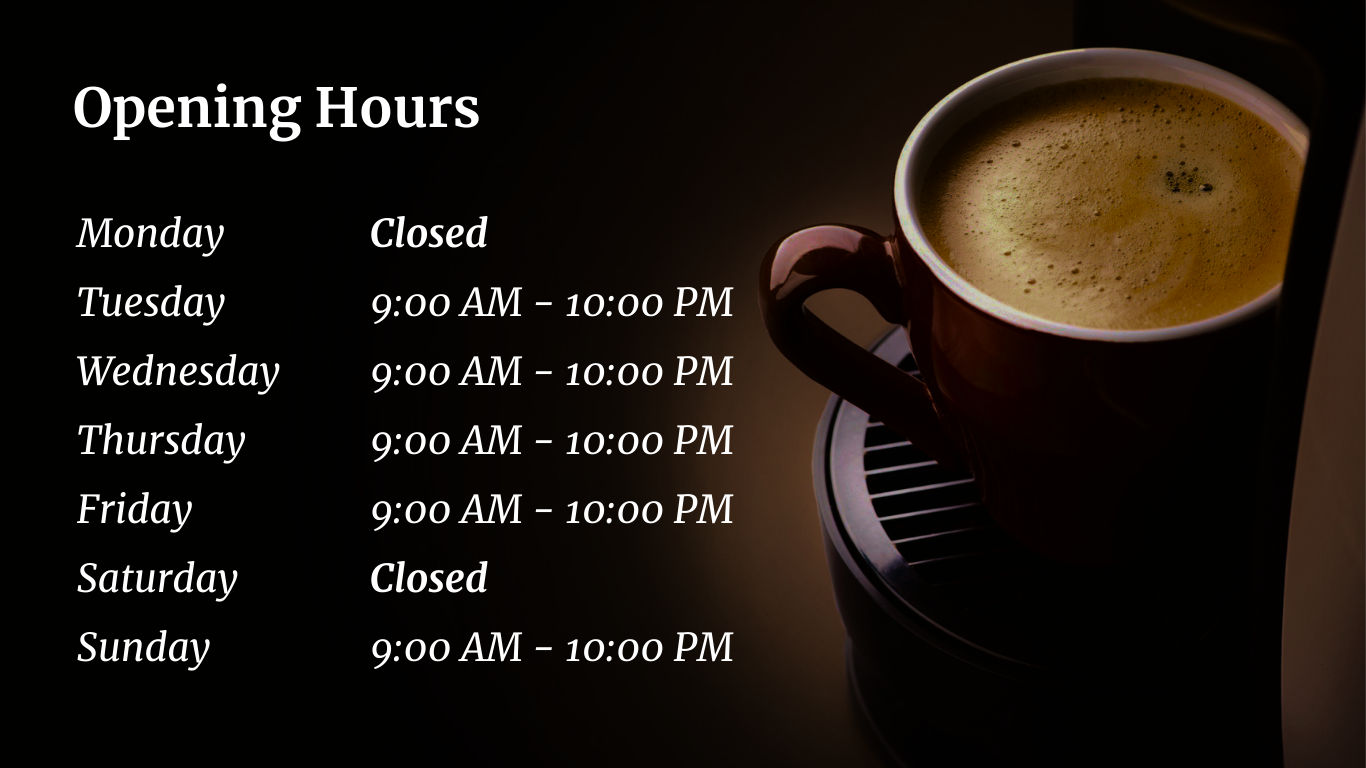 Opening Hours
Monday Closed
Tuesday 9:00 AM - 10:00 PM
Wednesday 9:00 AM - 10:00 PM
Thursday 9:00 AM - 10:00 PM
Friday 9:00 AM - 10:00 PM
Saturday Closed
Sunday 9:00 AM - 10:00 PM